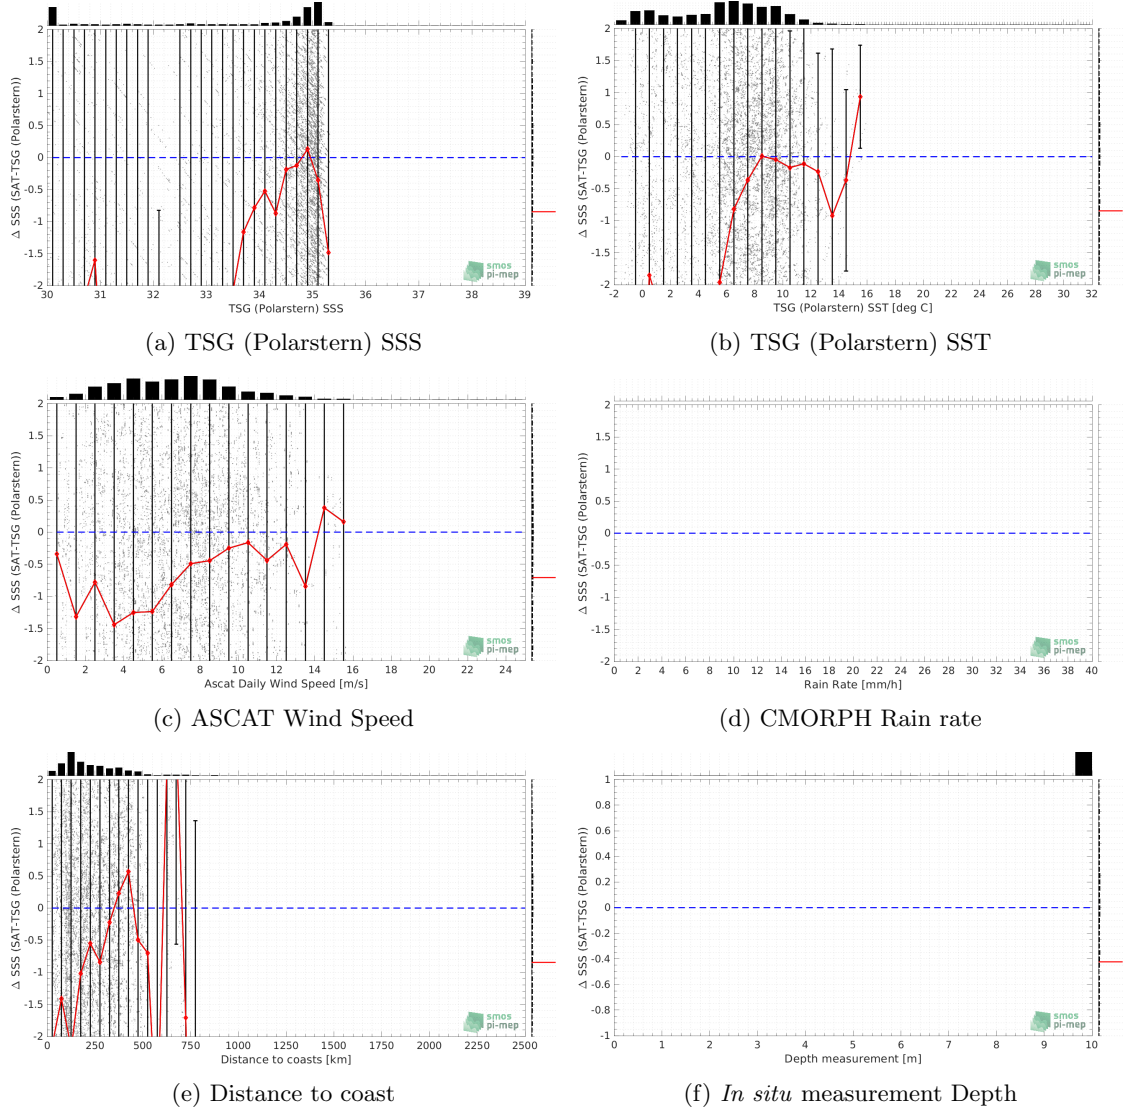 2
1.5
1
0.5
0
-0.5
-1
-1.5
-2
Δ SSS (SAT-TSG (Polarstern))
30 31 32 33 34 35 36 37 38 39
TSG (Polarstern) SSS
smos
pi-mep
(a) TSG (Polarstern) SSS
2
1.5
1
0.5
0
-0.5
-1
-1.5
-2
Δ SSS (SAT-TSG (Polarstern))
-2 0 2 4 6 8 10 12 14 16 18 20 22 24 26 28 30 32
TSG (Polarstern) SST [deg C]
smos
pi-mep
(b) TSG (Polarstern) SST
2
1.5
1
0.5
0
-0.5
-1
-1.5
-2
Δ SSS (SAT-TSG (Polarstern))
0 2 4 6 8 10 12 14 16 18 20 22 24
Ascat Daily Wind Speed [m/s]
smos
pi-mep
(c) ASCAT Wind Speed
2
1.5
1
0.5
0
-0.5
-1
-1.5
-2
Δ SSS (SAT-TSG (Polarstern))
0 2 4 6 8 10 12 14 16 18 20 22 24 26 28 30 32 34 36 38 40
Rain Rate [mm/h]
smos
pi-mep
(d) CMORPH Rain rate
2
1.5
1
0.5
0
-0.5
-1
-1.5
-2
Δ SSS (SAT-TSG (Polarstern))
0 250 500 750 1000 1250 1500 1750 2000 2250 2500
Distance to coasts [km]
smos
pi-mep
(e) Distance to coast
1
0.8
0.6
0.4
0.2
0
-0.2
-0.4
-0.6
-0.8
-1
Δ SSS (SAT-TSG (Polarstern))
0 1 2 3 4 5 6 7 8 9 10
Depth measurement [m]
smos
pi-mep
(f) In situ measurement Depth